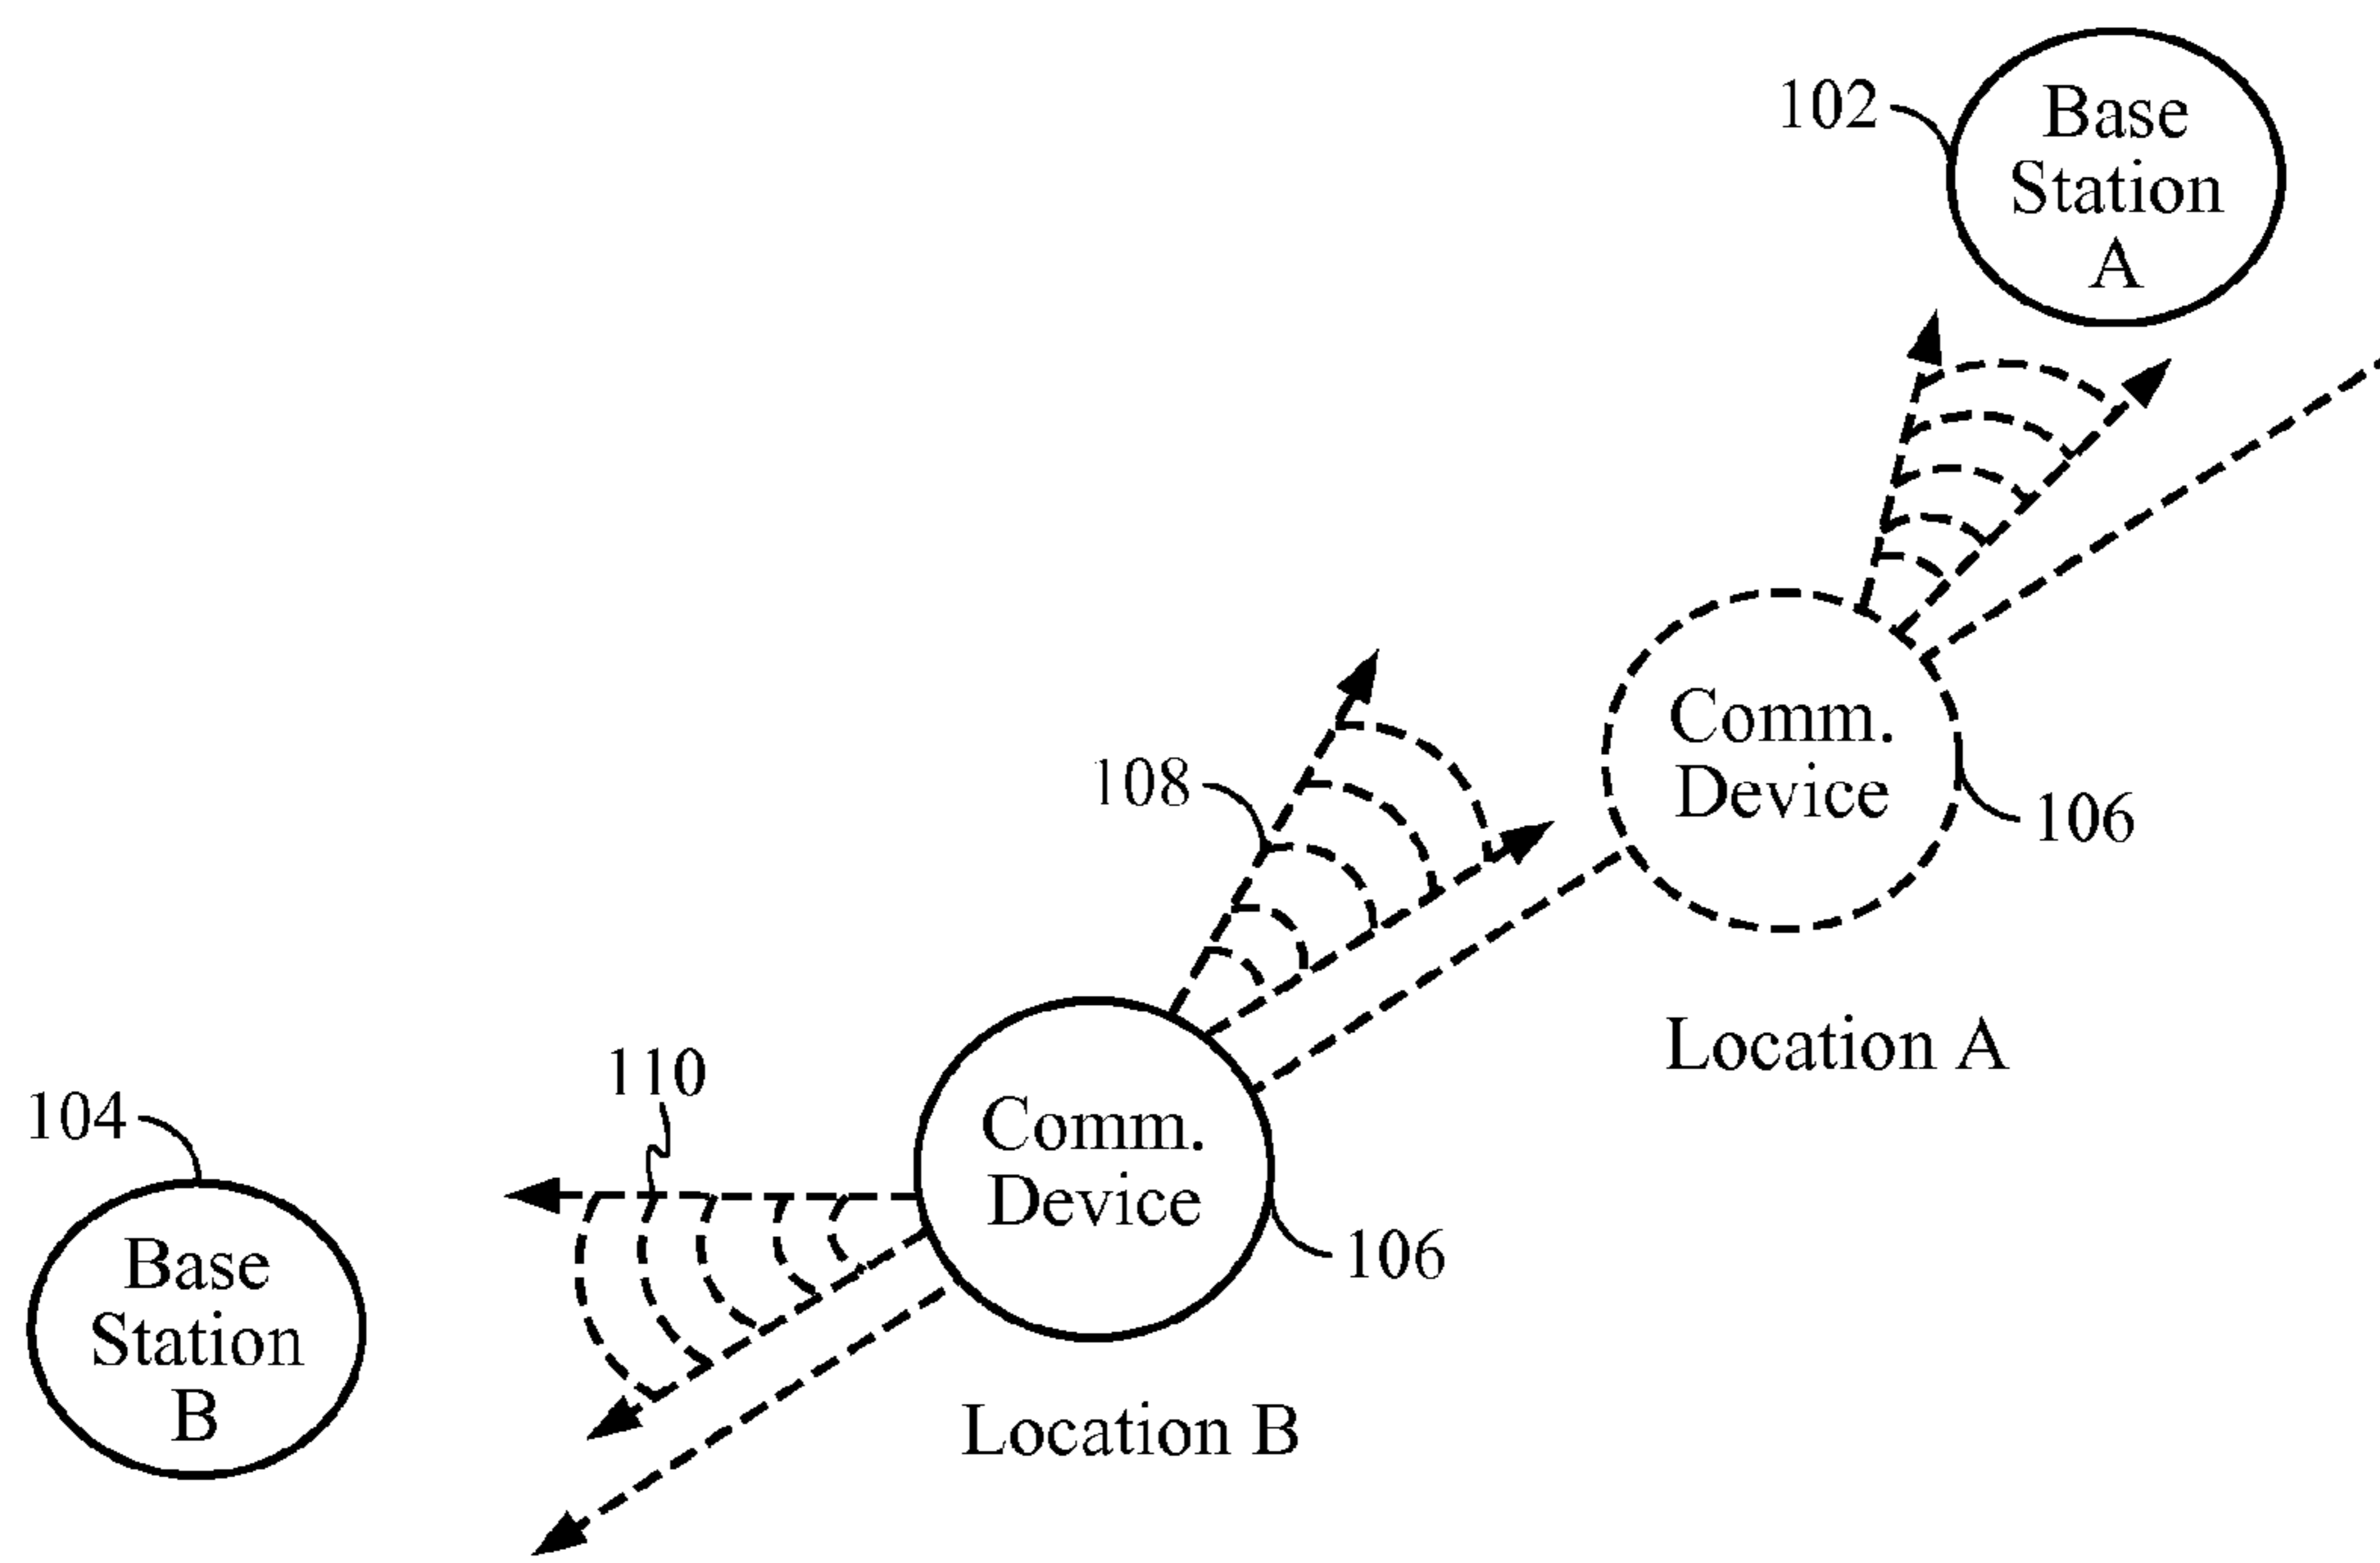 102
Base
Station
A
108
Comm.
Device
106
Location A
110
104
Comm.
Device
106
Base
Station
B
Location B